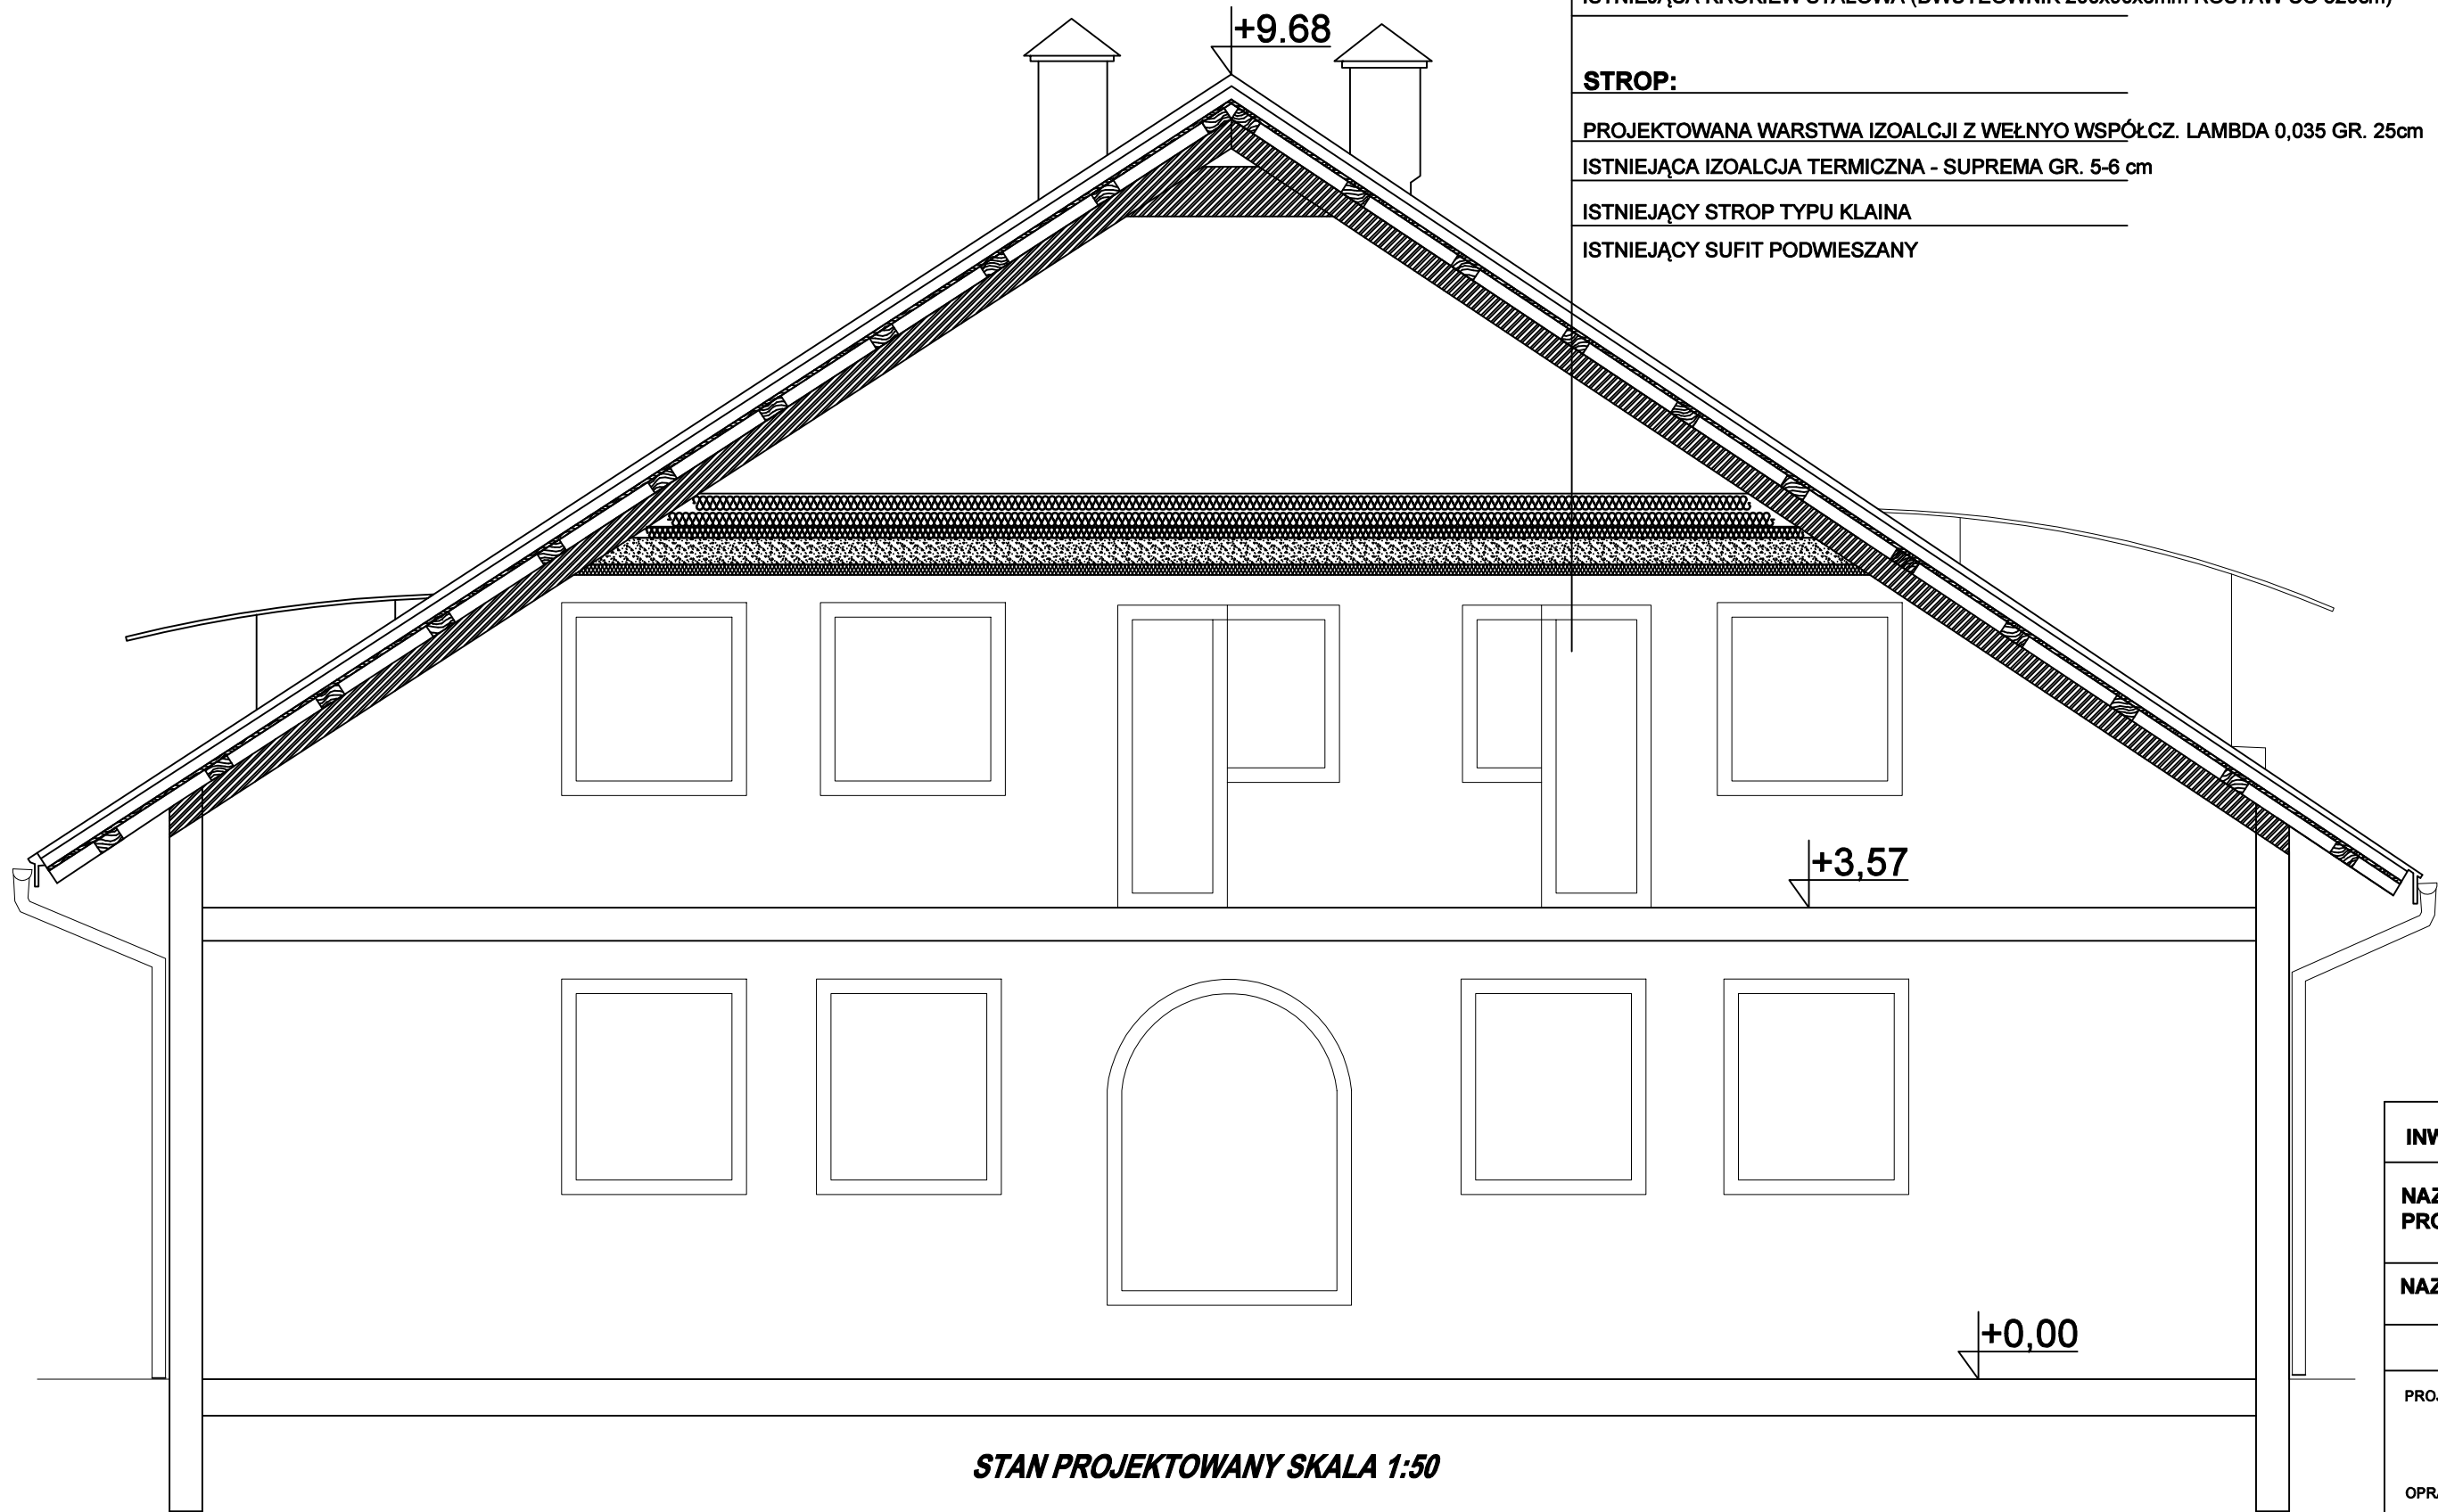 +9.68
STROP:
PROJEKTOWANA WARSTWA IZOALCJI Z WEŁNYO WSPÓŁCZ. LAMBDA 0,035 GR. 25cm
ISTNIEJĄCA IZOALCJA TERMICZNA - SUPREMA GR. 5-6 cm
ISTNIEJĄCY STROP TYPU KLAINA
ISTNIEJĄCY SUFIT PODWIESZANY
+3,57
+0,00
STAN PROJEKTOWANY SKALA 1:50